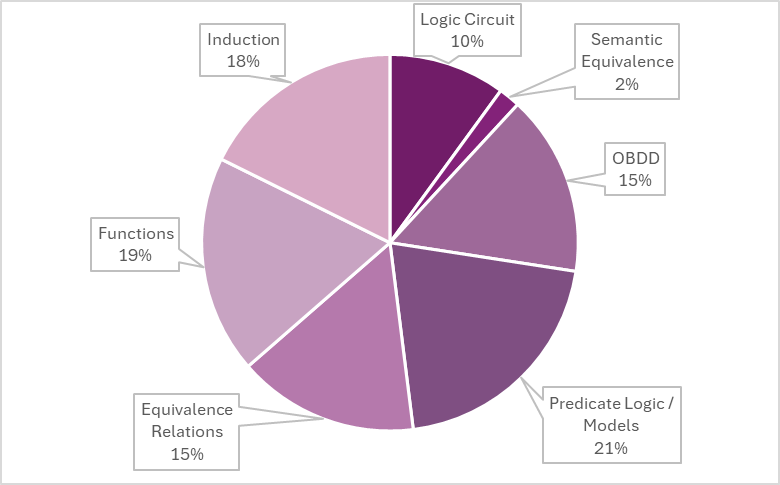 Logic Circuit
10%
Semantic
Equivalence
2%
OBDD
15%
Predicate Logic /
Models
21%
Equivalence
Relations
15%
Functions
19%
Induction
18%